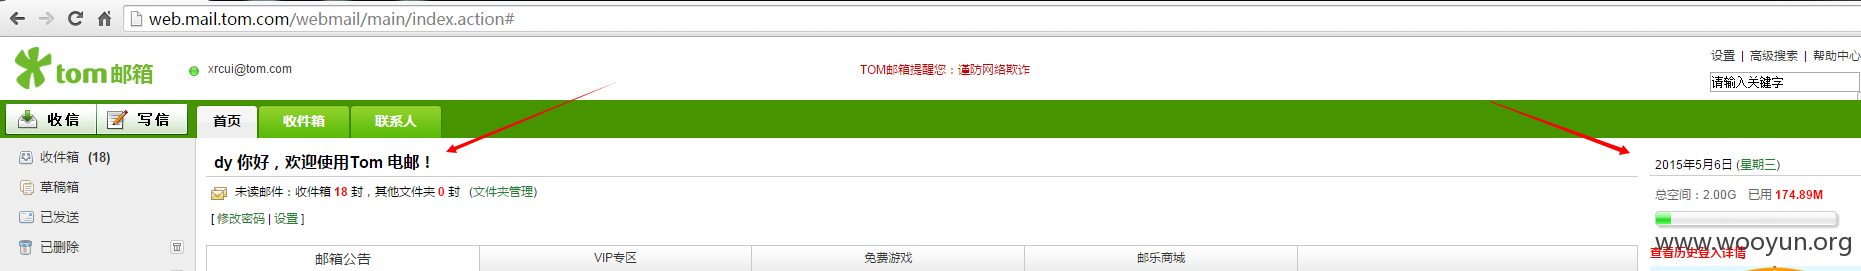 web.mail.tom.com/webmail/main/index.action#
tom邮箱
xrcui@tom.com
TOM邮箱提醒您：谨防网络欺诈
设置 | 高级搜索 | 帮助中心
请输入关键字
收信 写信 首页 收件箱 联系人
收件箱 (18)
草稿箱
已发送
已删除
dy 你好，欢迎使用Tom 电邮！
未读邮件：收件箱 18 封，其他文件夹 0 封 (文件夹管理)
[ 修改密码 | 设置 ]
邮箱公告 VIP专区 免费游戏 邮乐商城
2015年5月6日 (星期三)
总空间：2.00G 已用 174.89M
www.wooyun.org
查看历史登入详情